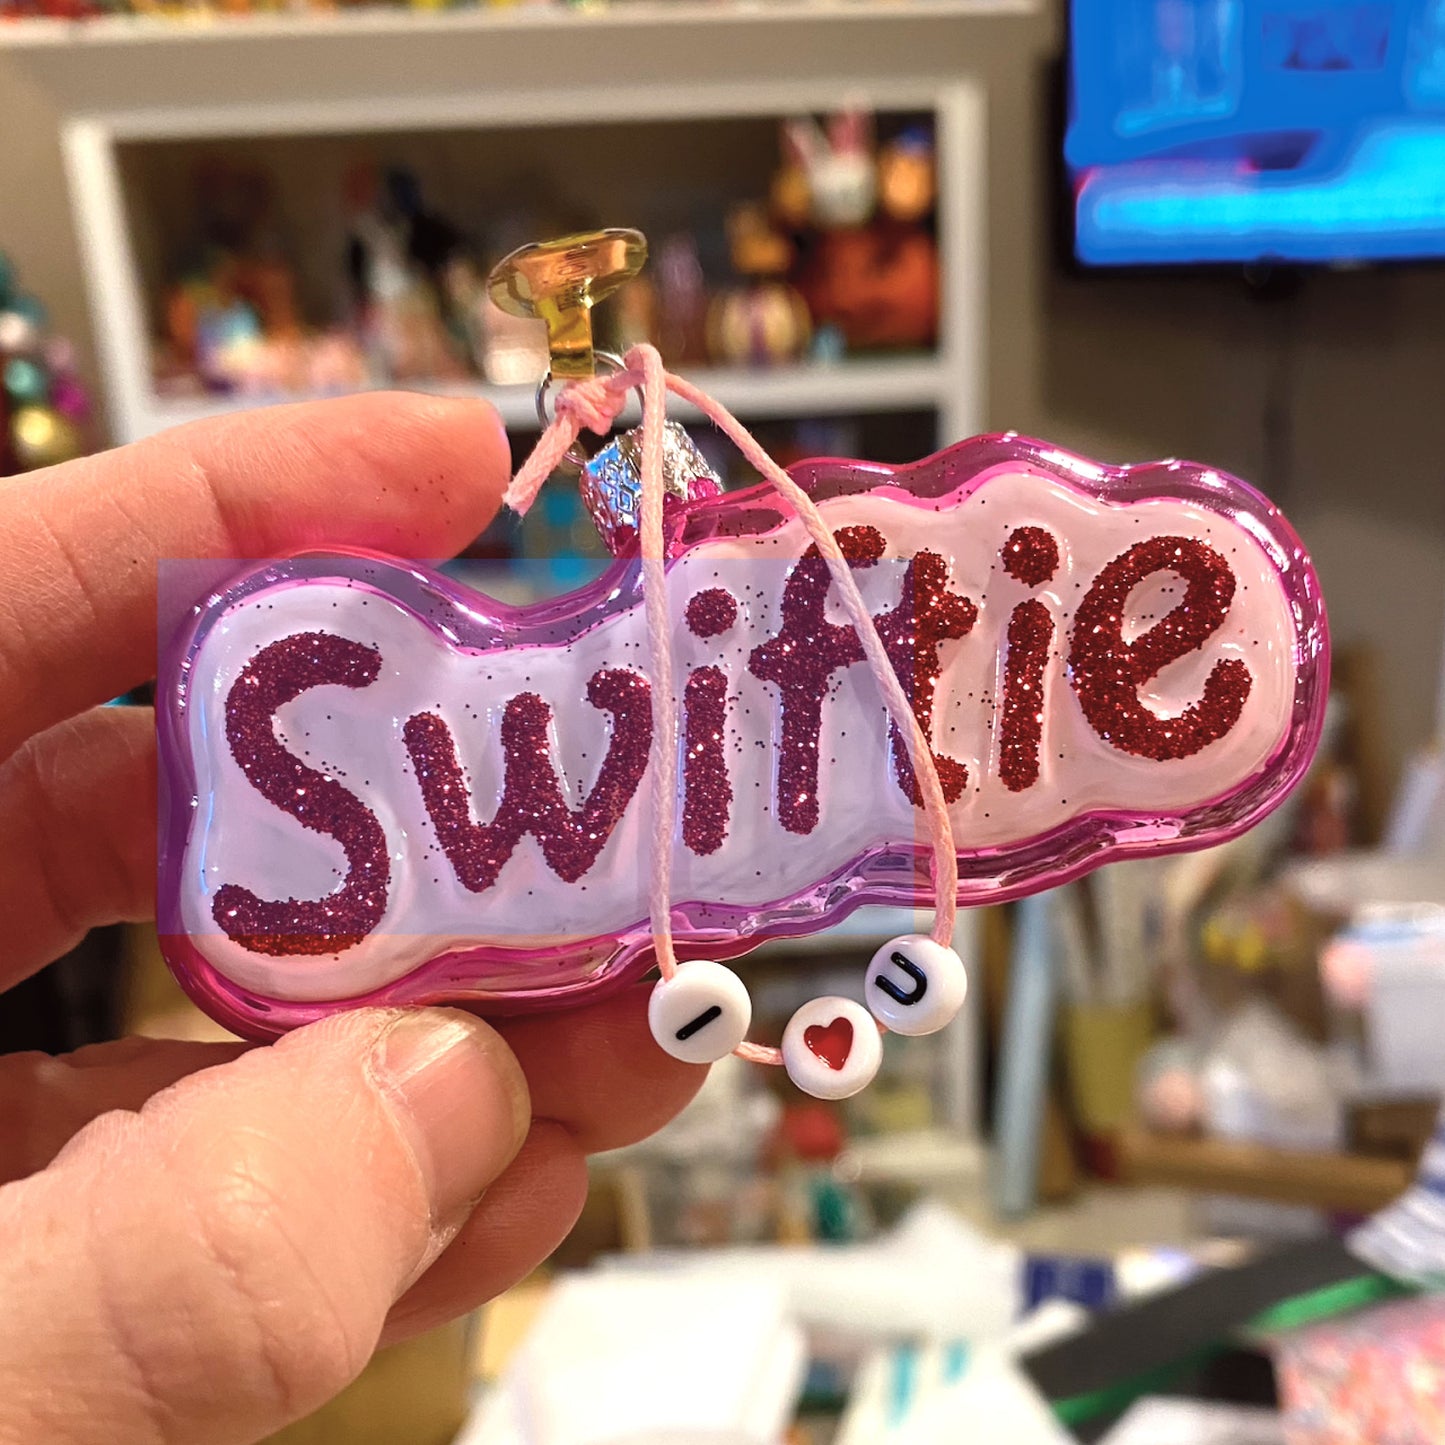 Swiftie
I ❤ U